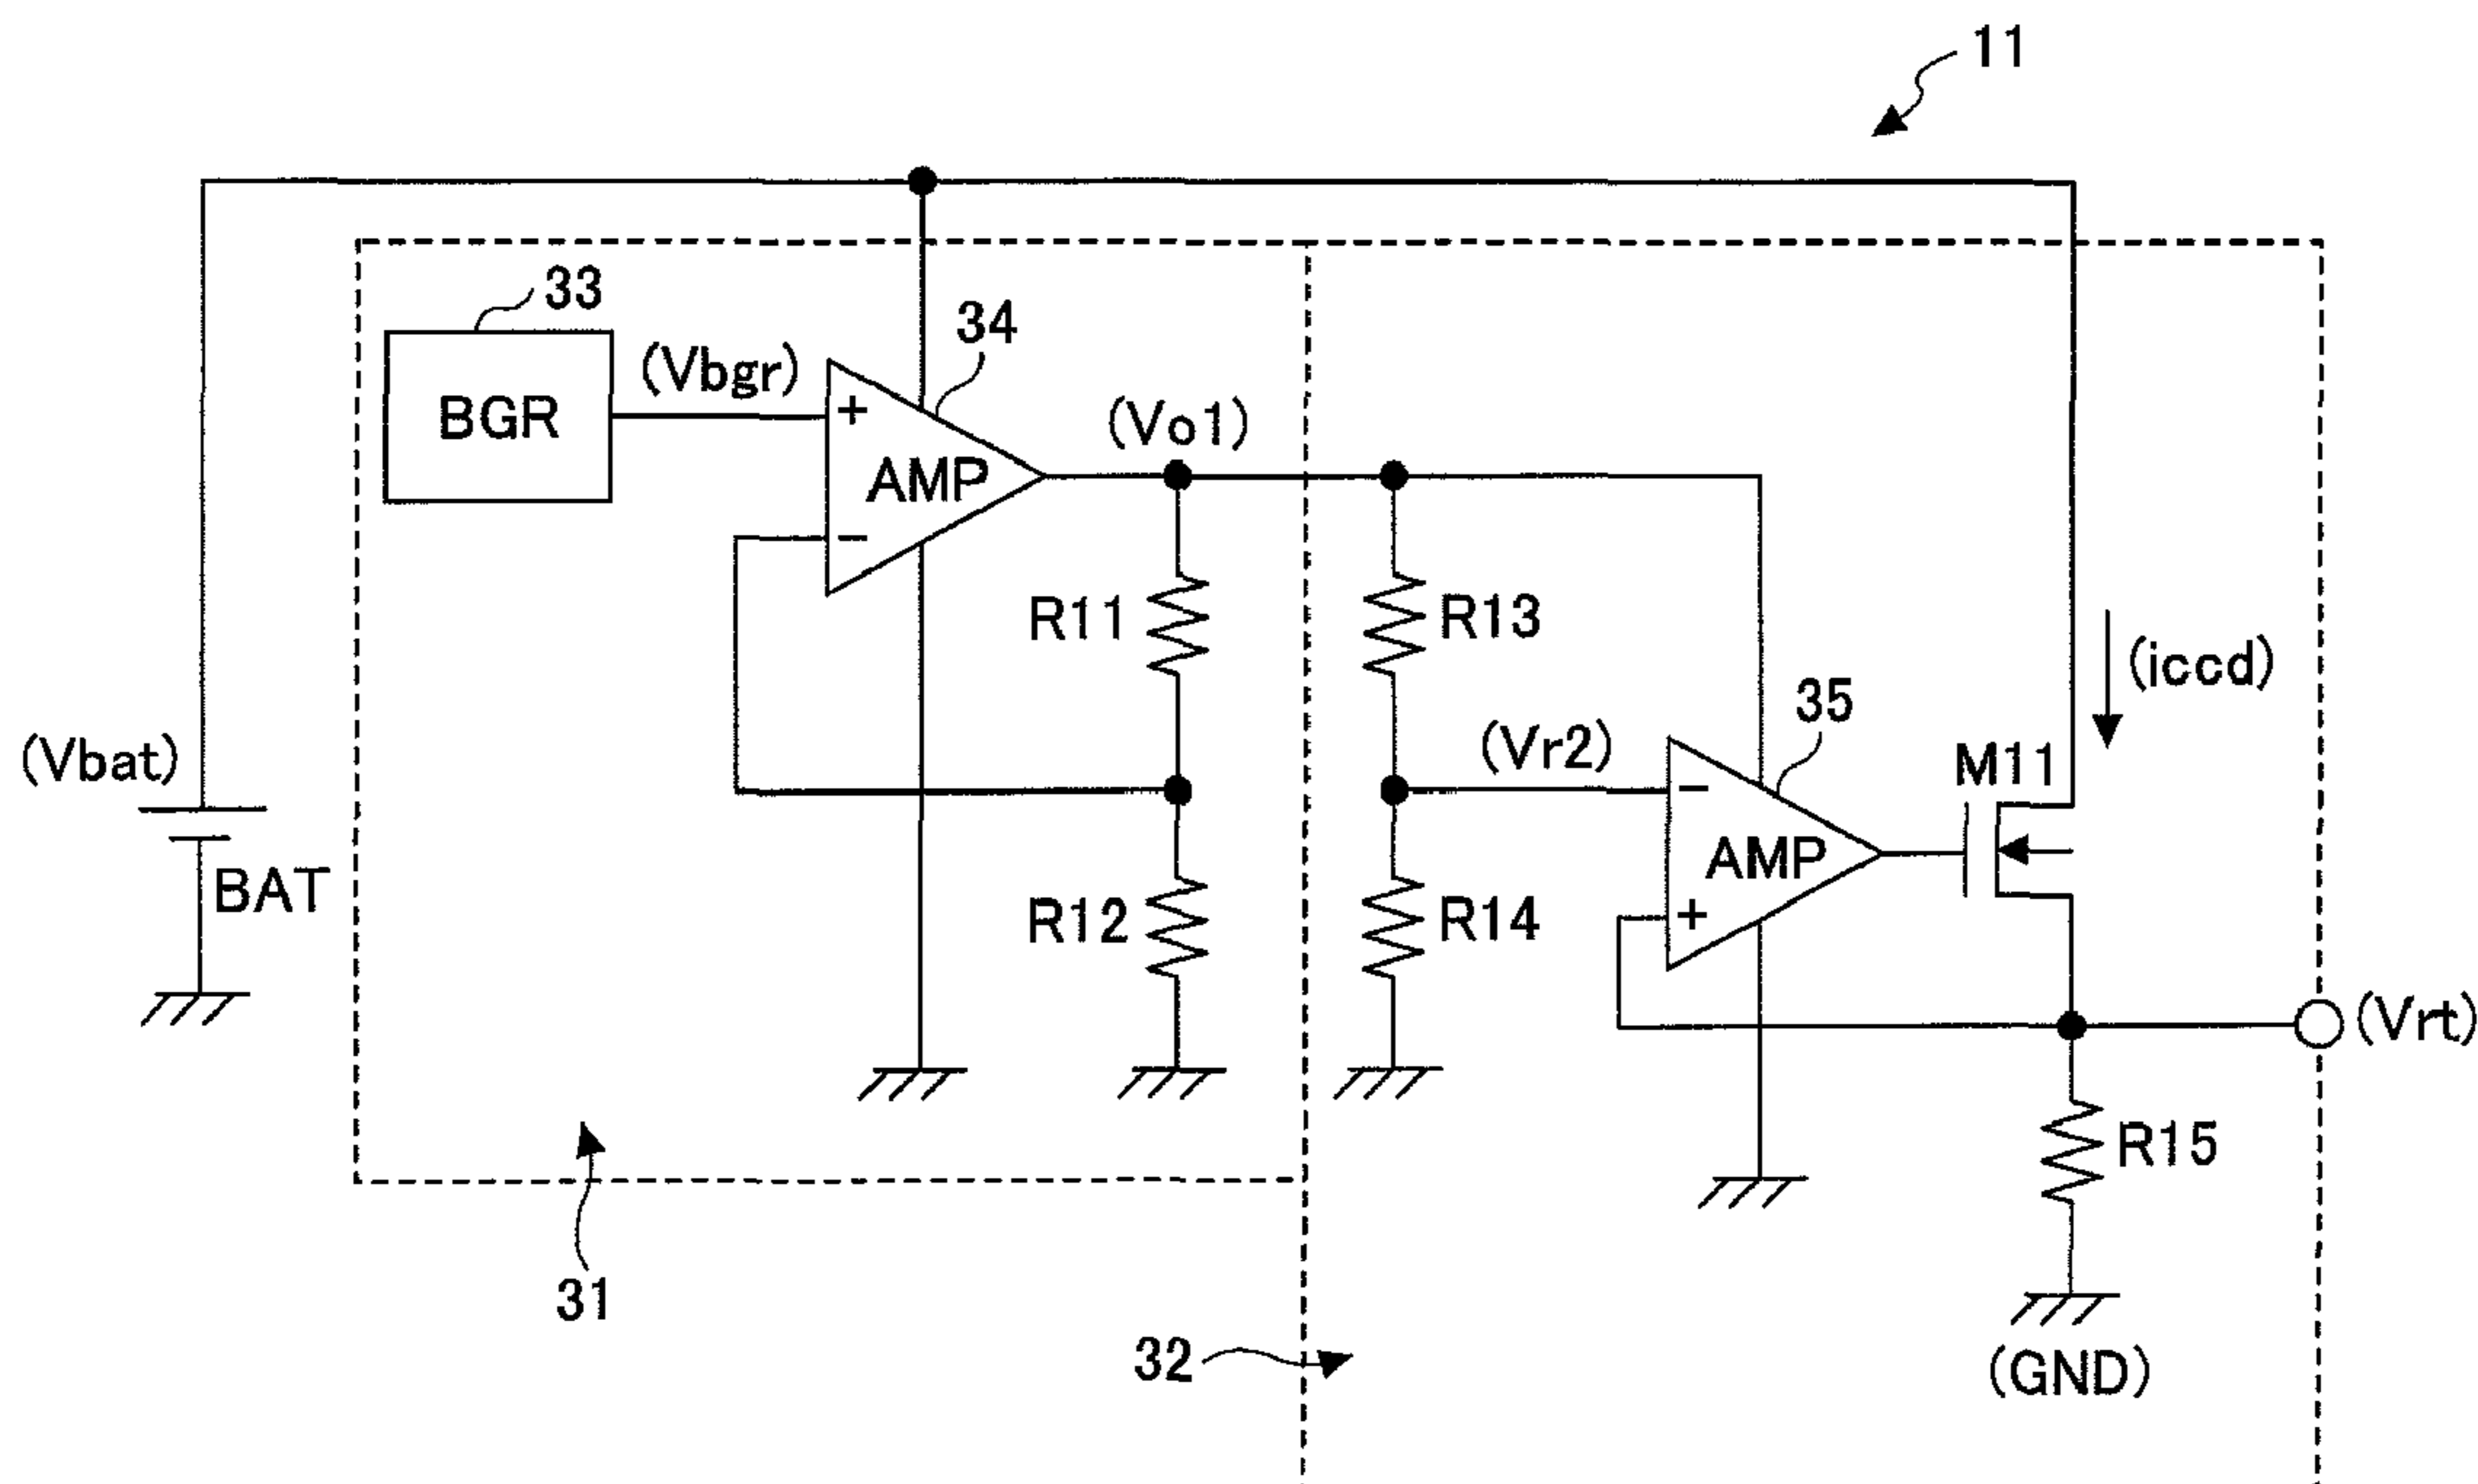 11
33
34
(Vbgr)
+
BGR
AMP
−
(Vo1)
R11
R13
(iccd)
35
(Vbat)
(Vr2)
M11
−
AMP
+
BAT
R12
R14
(Vrt)
R15
31
32
(GND)